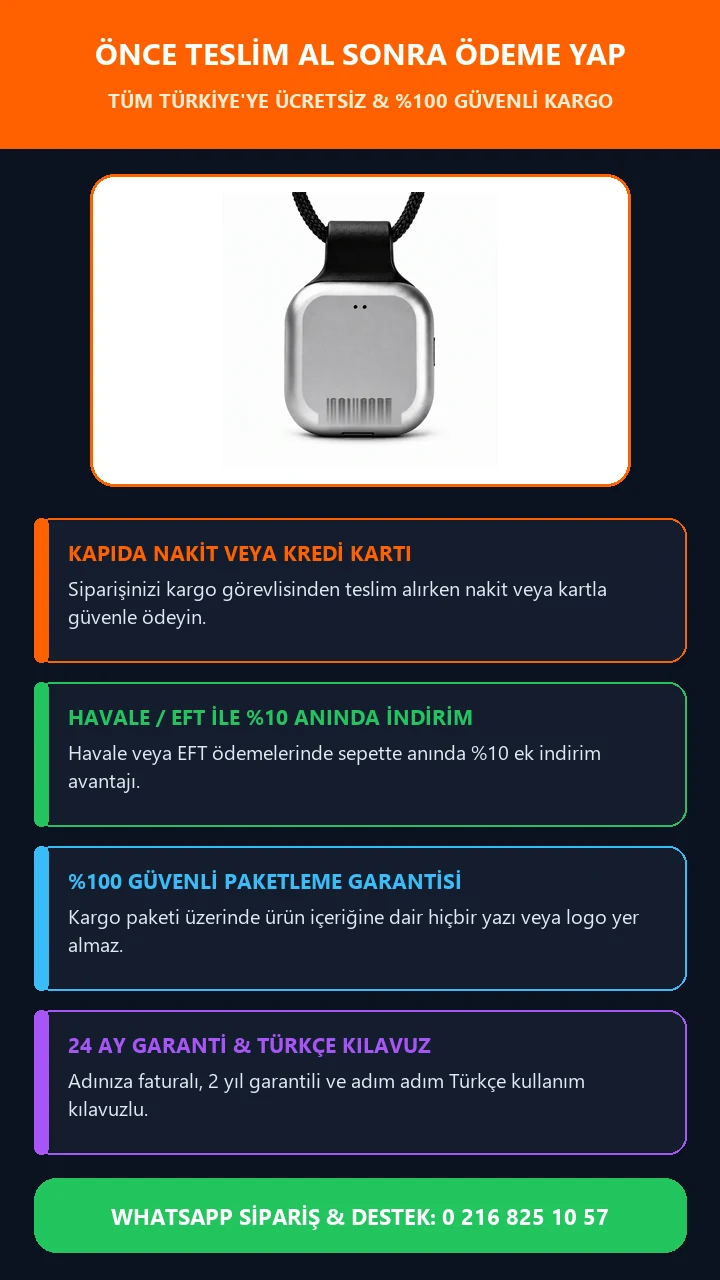 ÖNCE TESLİM AL SONRA ÖDEME YAP
TÜM TÜRKİYE'YE ÜCRETSİZ & %100 GÜVENLİ KARGO
KAPIDA NAKİT VEYA KREDİ KARTI
Siparişinizi kargo görevlisinden teslim alırken nakit veya kartla
güvenle ödeyin.
HAVALE / EFT İLE %10 ANINDA İNDİRİM
Havale veya EFT ödemelerinde sepette anında %10 ek indirim
avantajı.
%100 GÜVENLİ PAKETLEME GARANTİSİ
Kargo paketi üzerinde ürün içeriğine dair hiçbir yazı veya logo yer
almaz.
24 AY GARANTİ & TÜRKÇE KILAVUZ
Adınıza faturalı, 2 yıl garantili ve adım adım Türkçe kullanım
kılavuzlu.
WHATSAPP SİPARİŞ & DESTEK: 0 216 825 10 57